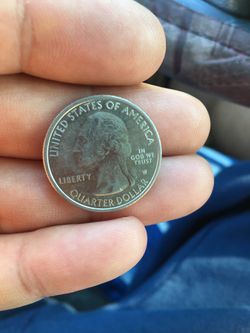 UNITED STATES OF AMERICA
LIBERTY
IN
GOD WE
TRUST
W
QUARTER DOLLAR